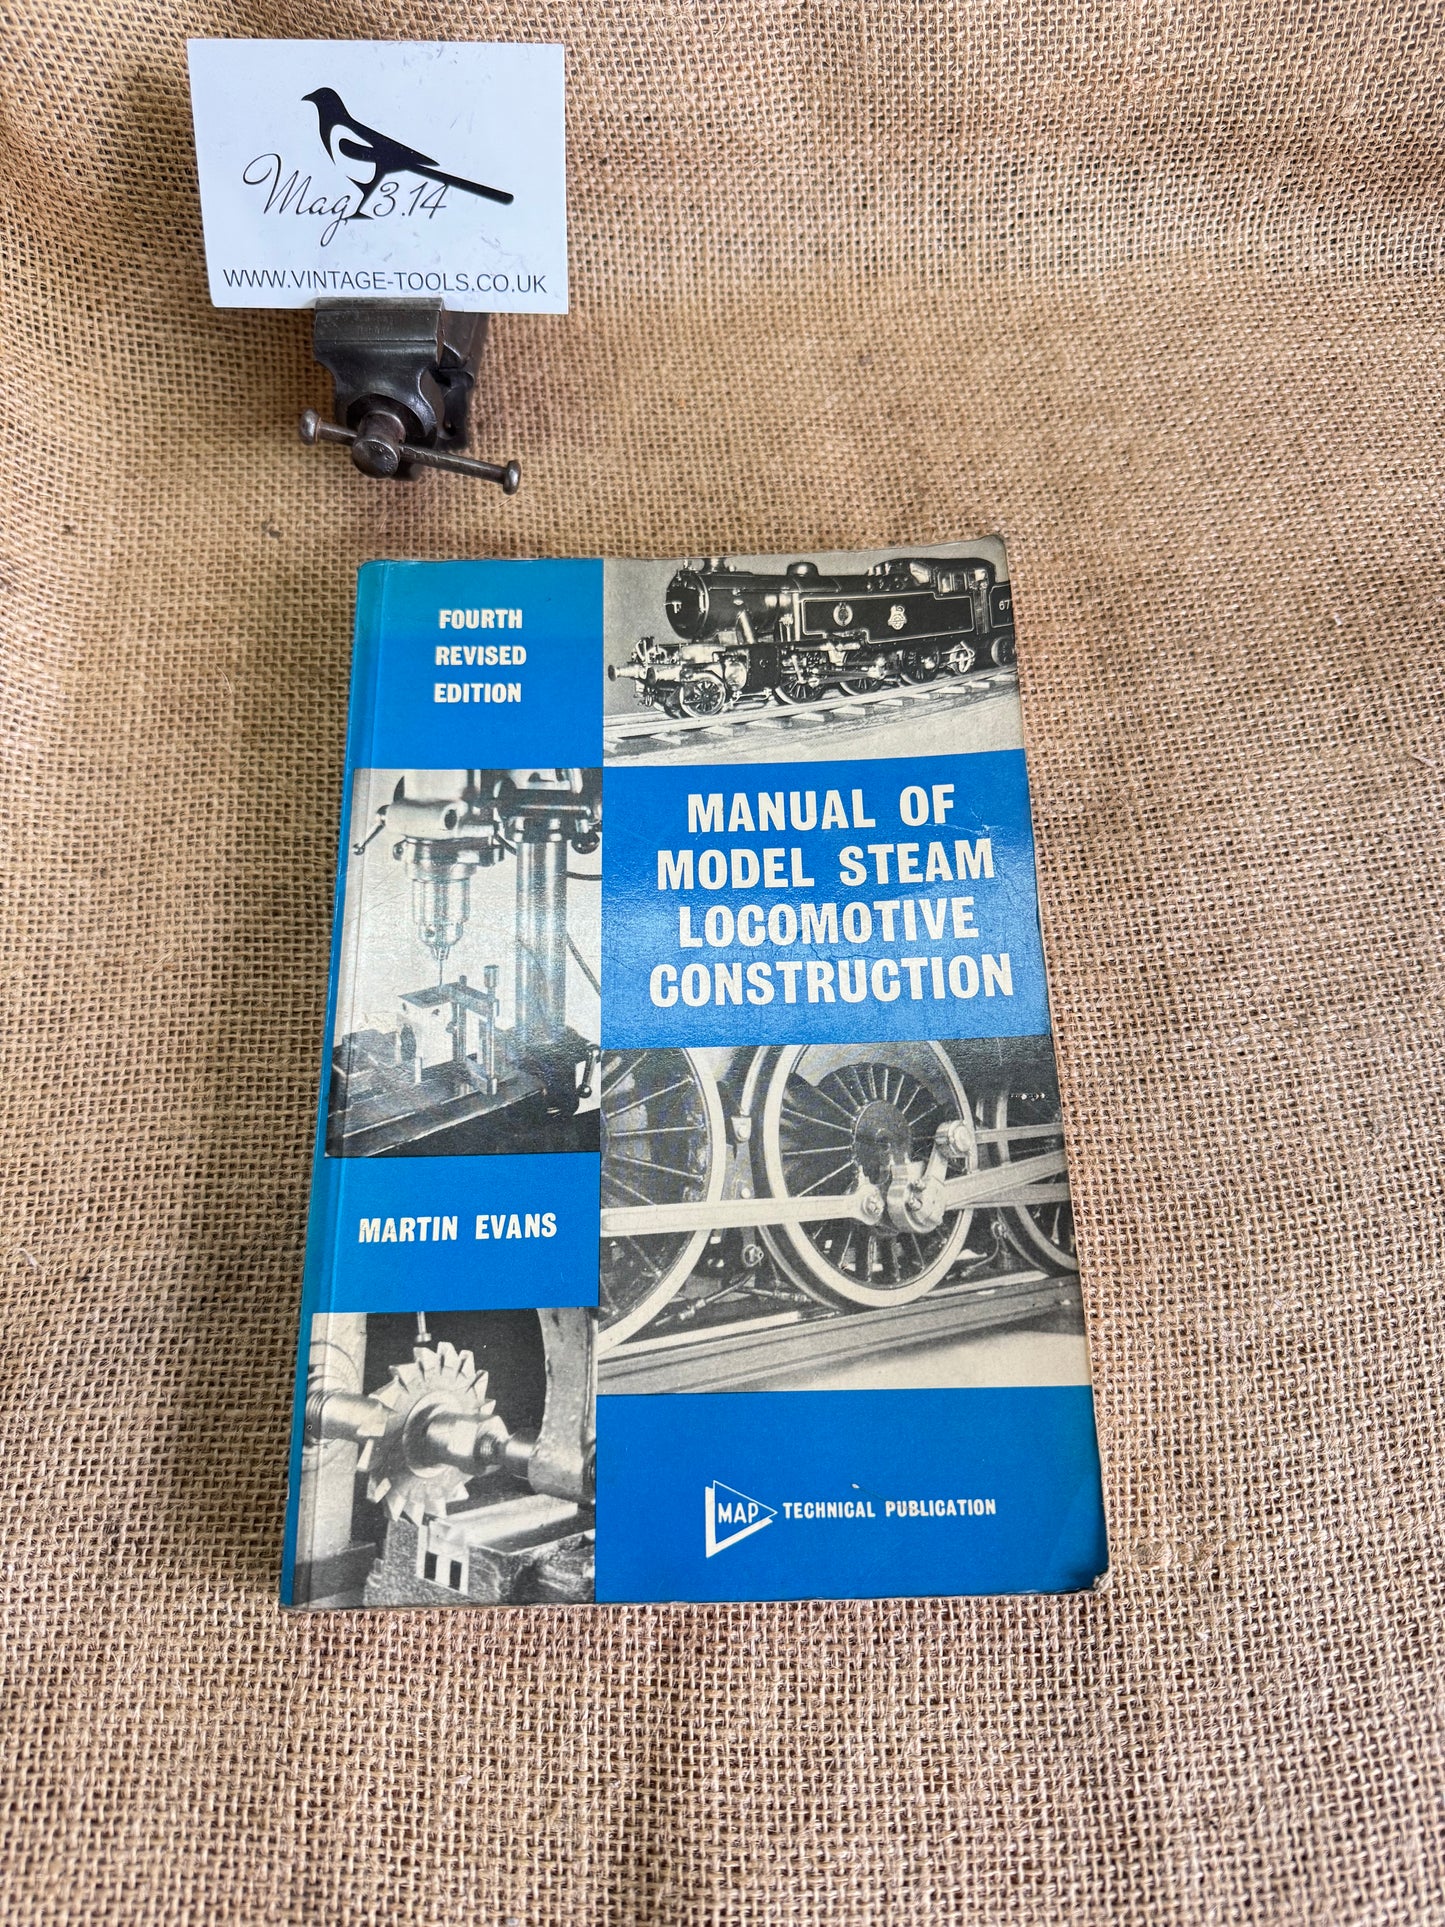 Mag 3.14
WWW.VINTAGE-TOOLS.CO.UK
FOURTH
REVISED
EDITION
MANUAL OF
MODEL STEAM
LOCOMOTIVE
CONSTRUCTION
MARTIN EVANS
MAP TECHNICAL PUBLICATION